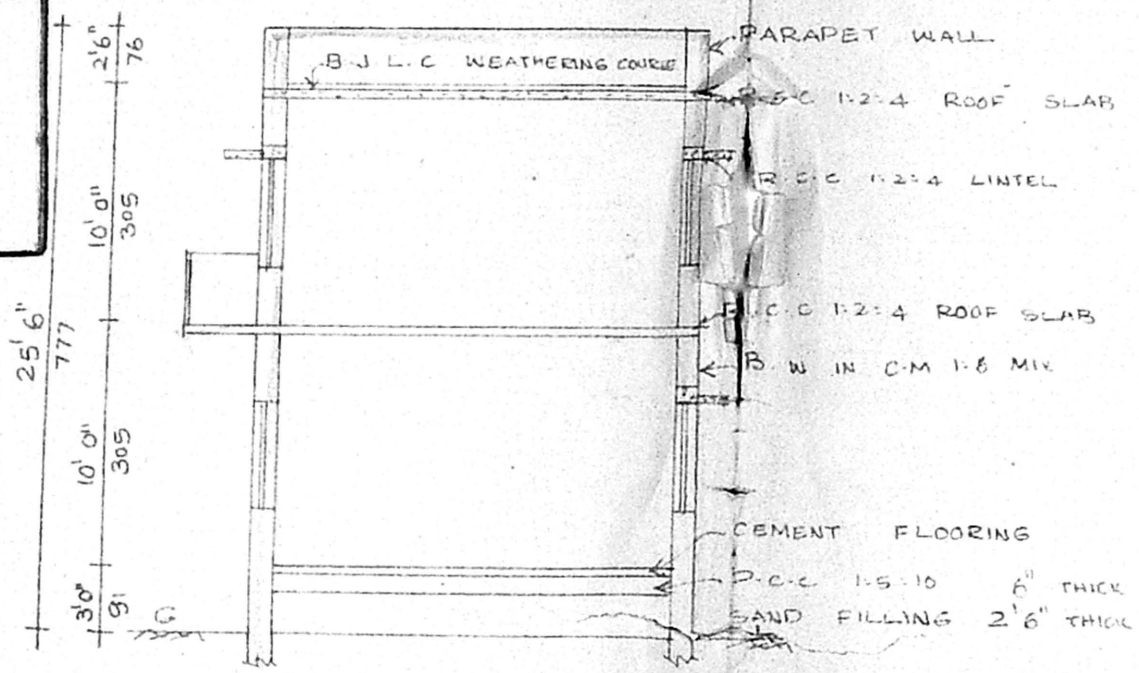 2'6"
76
PARAPET WALL
B.J.L.C WEATHERING COURSE
R.C.C 1:2:4 ROOF SLAB
10'0"
305
R.C.C 1:2:4 LINTEL
25'6"
777
R.C.C 1:2:4 ROOF SLAB
B.W IN C.M 1:8 MIX
10'0"
305
CEMENT FLOORING
P.C.C 1:5:10 6" THICK
3'0"
91
G
SAND FILLING 2'6" THICK